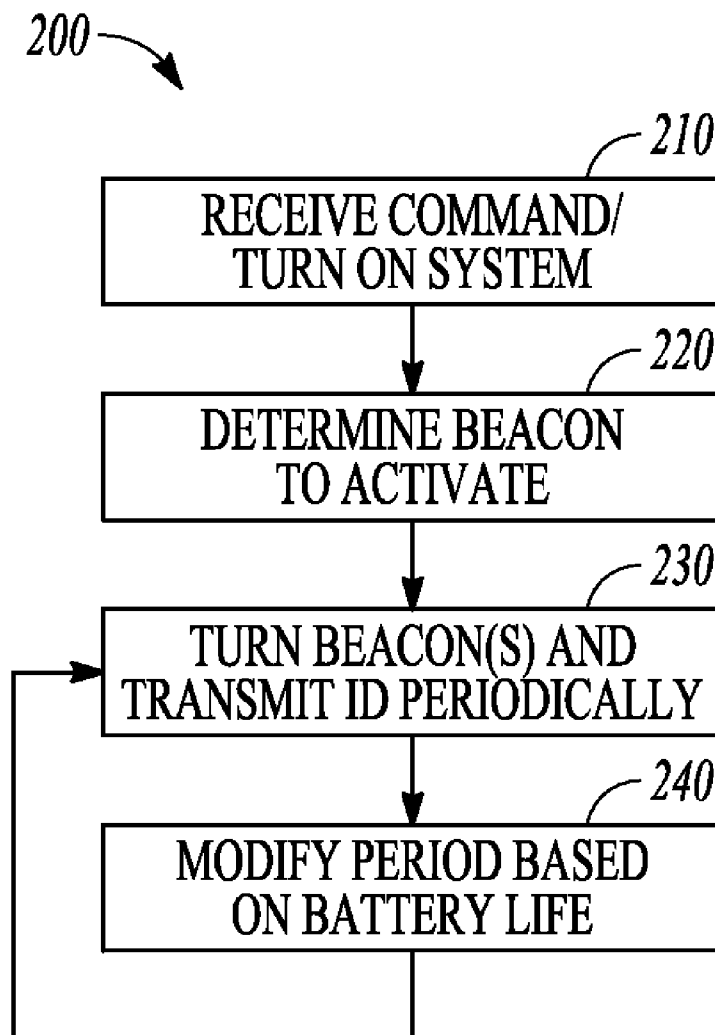 200
210
RECEIVE COMMAND/
TURN ON SYSTEM
220
DETERMINE BEACON
TO ACTIVATE
230
TURN BEACON(S) AND
TRANSMIT ID PERIODICALLY
240
MODIFY PERIOD BASED
ON BATTERY LIFE